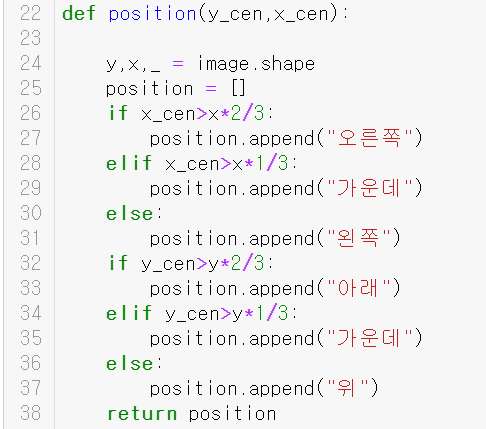 22 def position(y_cen,x_cen):
23
24     y,x,_ = image.shape
25     position = []
26     if x_cen>x*2/3:
27         position.append("오른쪽")
28     elif x_cen>x*1/3:
29         position.append("가운데")
30     else:
31         position.append("왼쪽")
32     if y_cen>y*2/3:
33         position.append("아래")
34     elif y_cen>y*1/3:
35         position.append("가운데")
36     else:
37         position.append("위")
38     return position